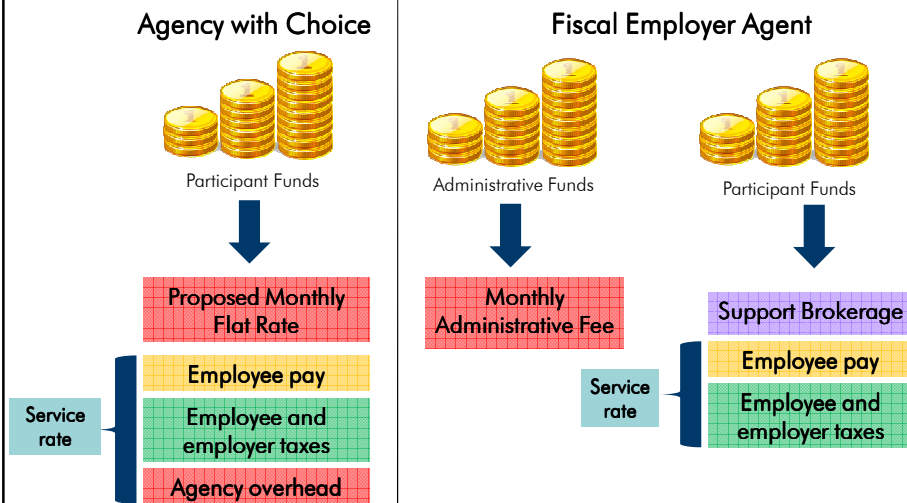 Agency with Choice
Participant Funds
Proposed Monthly
Flat Rate
Service
rate
Employee pay
Employee and
employer taxes
Agency overhead
Fiscal Employer Agent
Administrative Funds
Monthly
Administrative Fee
Participant Funds
Support Brokerage
Service
rate
Employee pay
Employee and
employer taxes